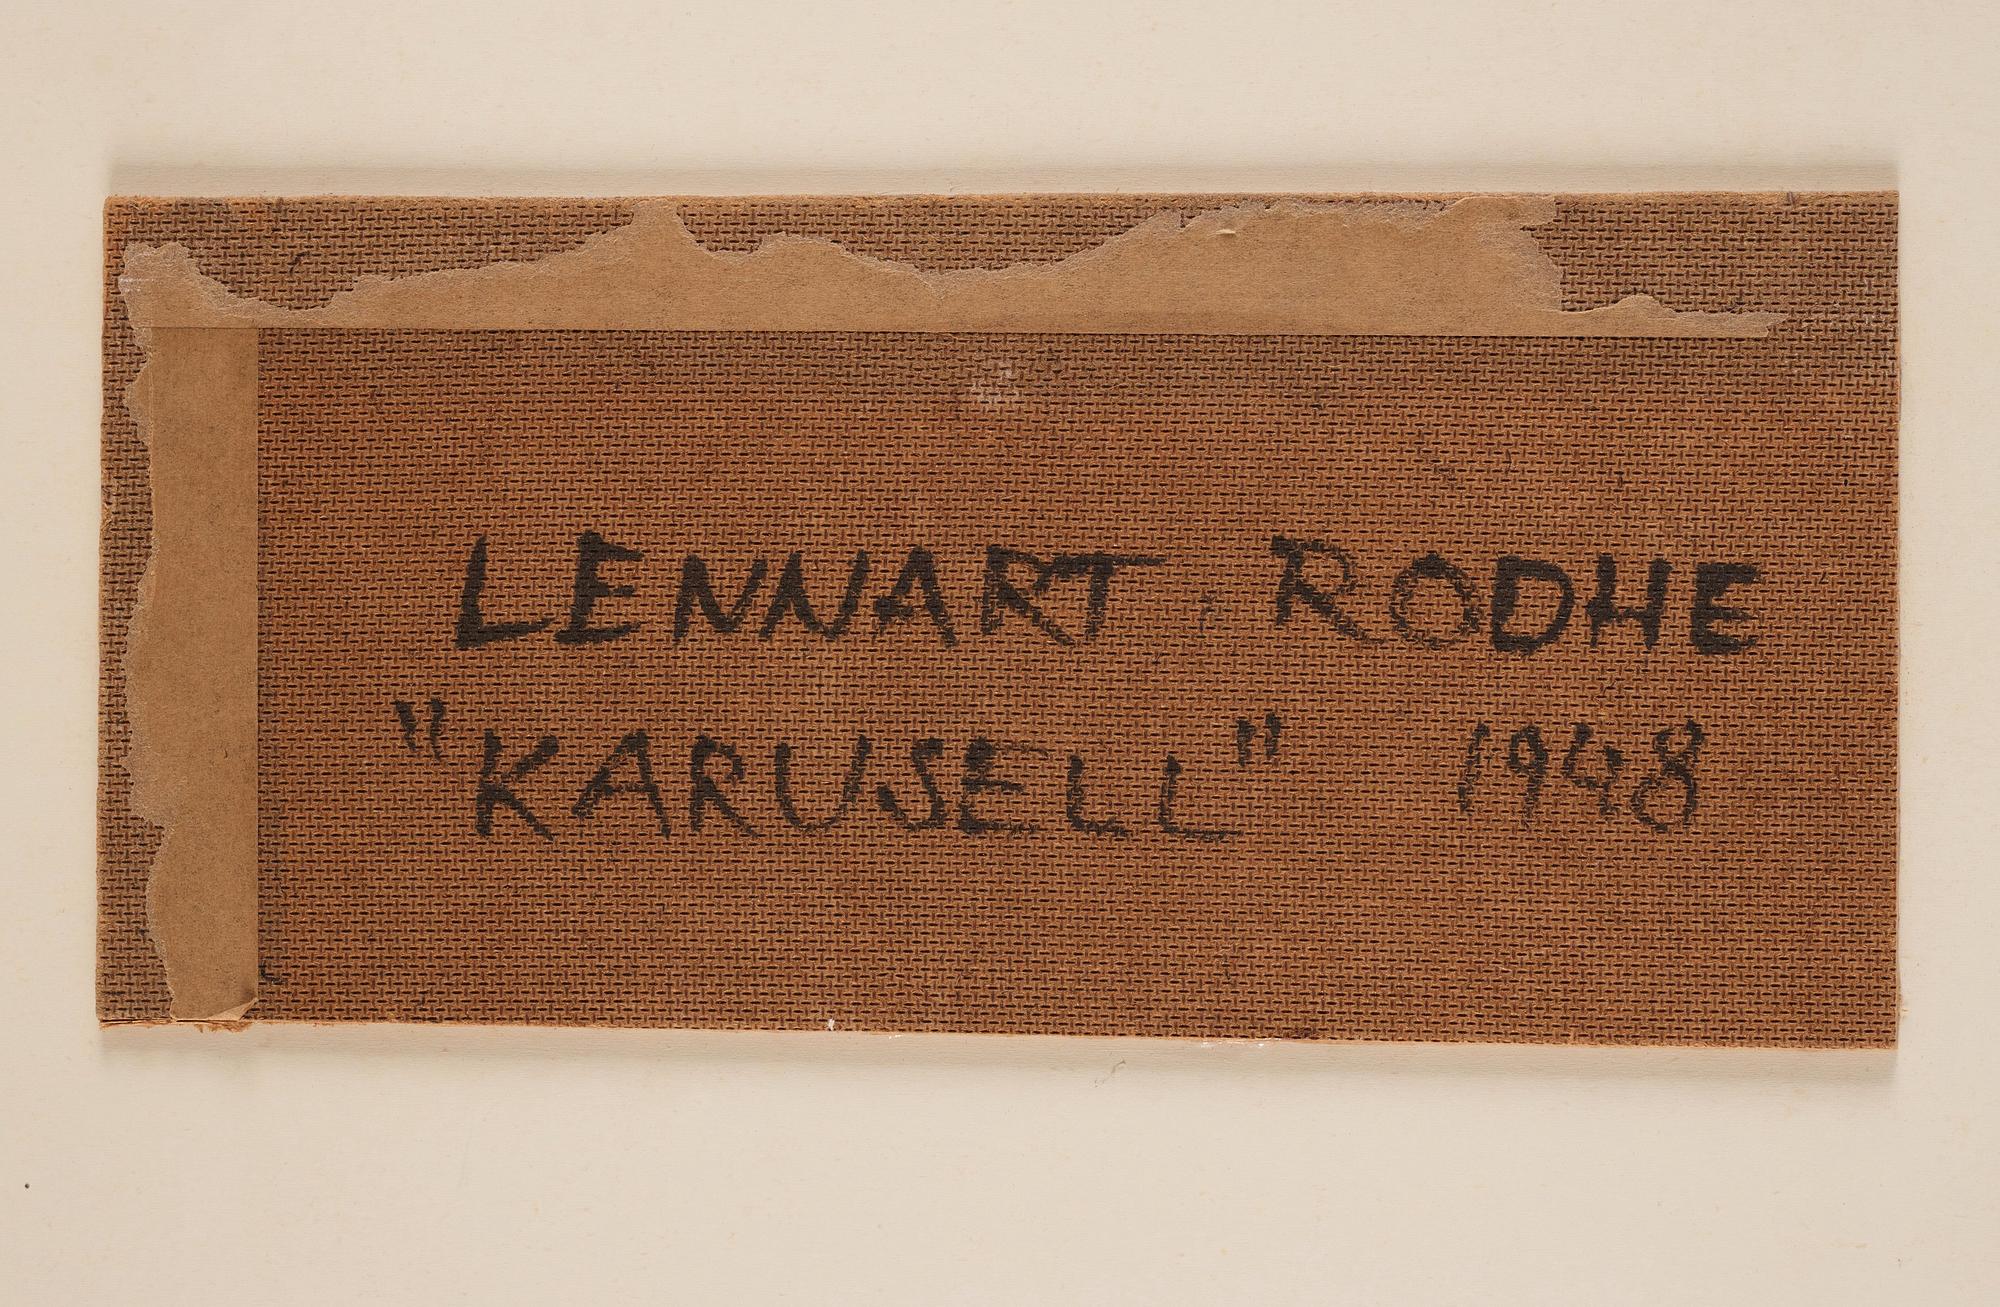 LENNART RODHE
"KARUSELL" 1948